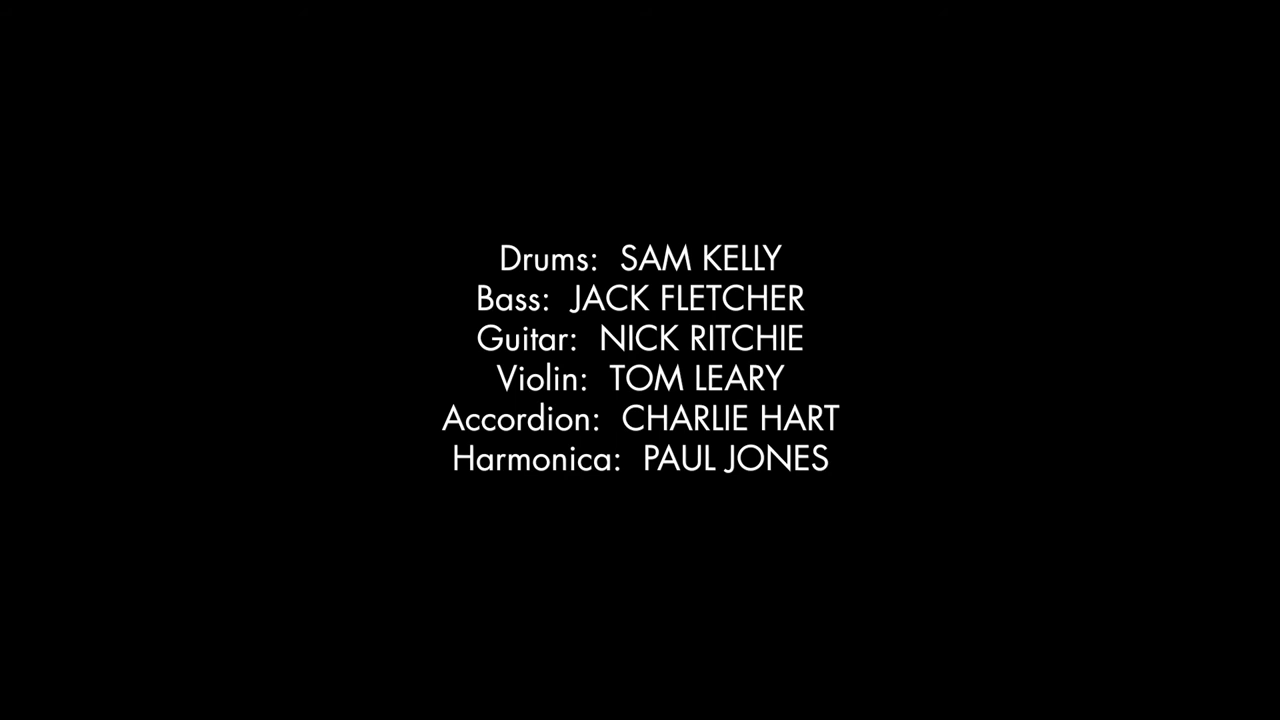 Drums: SAM KELLY
Bass: JACK FLETCHER
Guitar: NICK RITCHIE
Violin: TOM LEARY
Accordion: CHARLIE HART
Harmonica: PAUL JONES